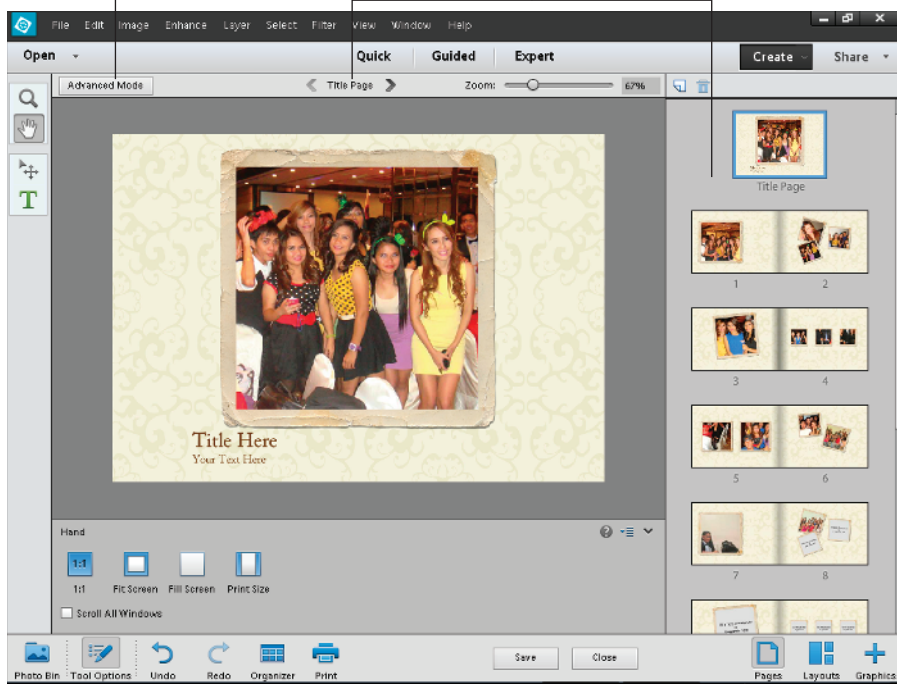 File Edit Image Enhance Layer Select Filter View Window Help
Open Quick Guided Expert Create Share
Advanced Mode Title Page Zoom: 67%
T
Title Page
1 2
3 4
5 6
7 8
Title Here
Your Text Here
Hand
1:1
1:1 Fit Screen Fill Screen Print Size
Scroll All Windows
Save Close
Photo Bin Tool Options Undo Redo Organizer Print Pages Layouts Graphics